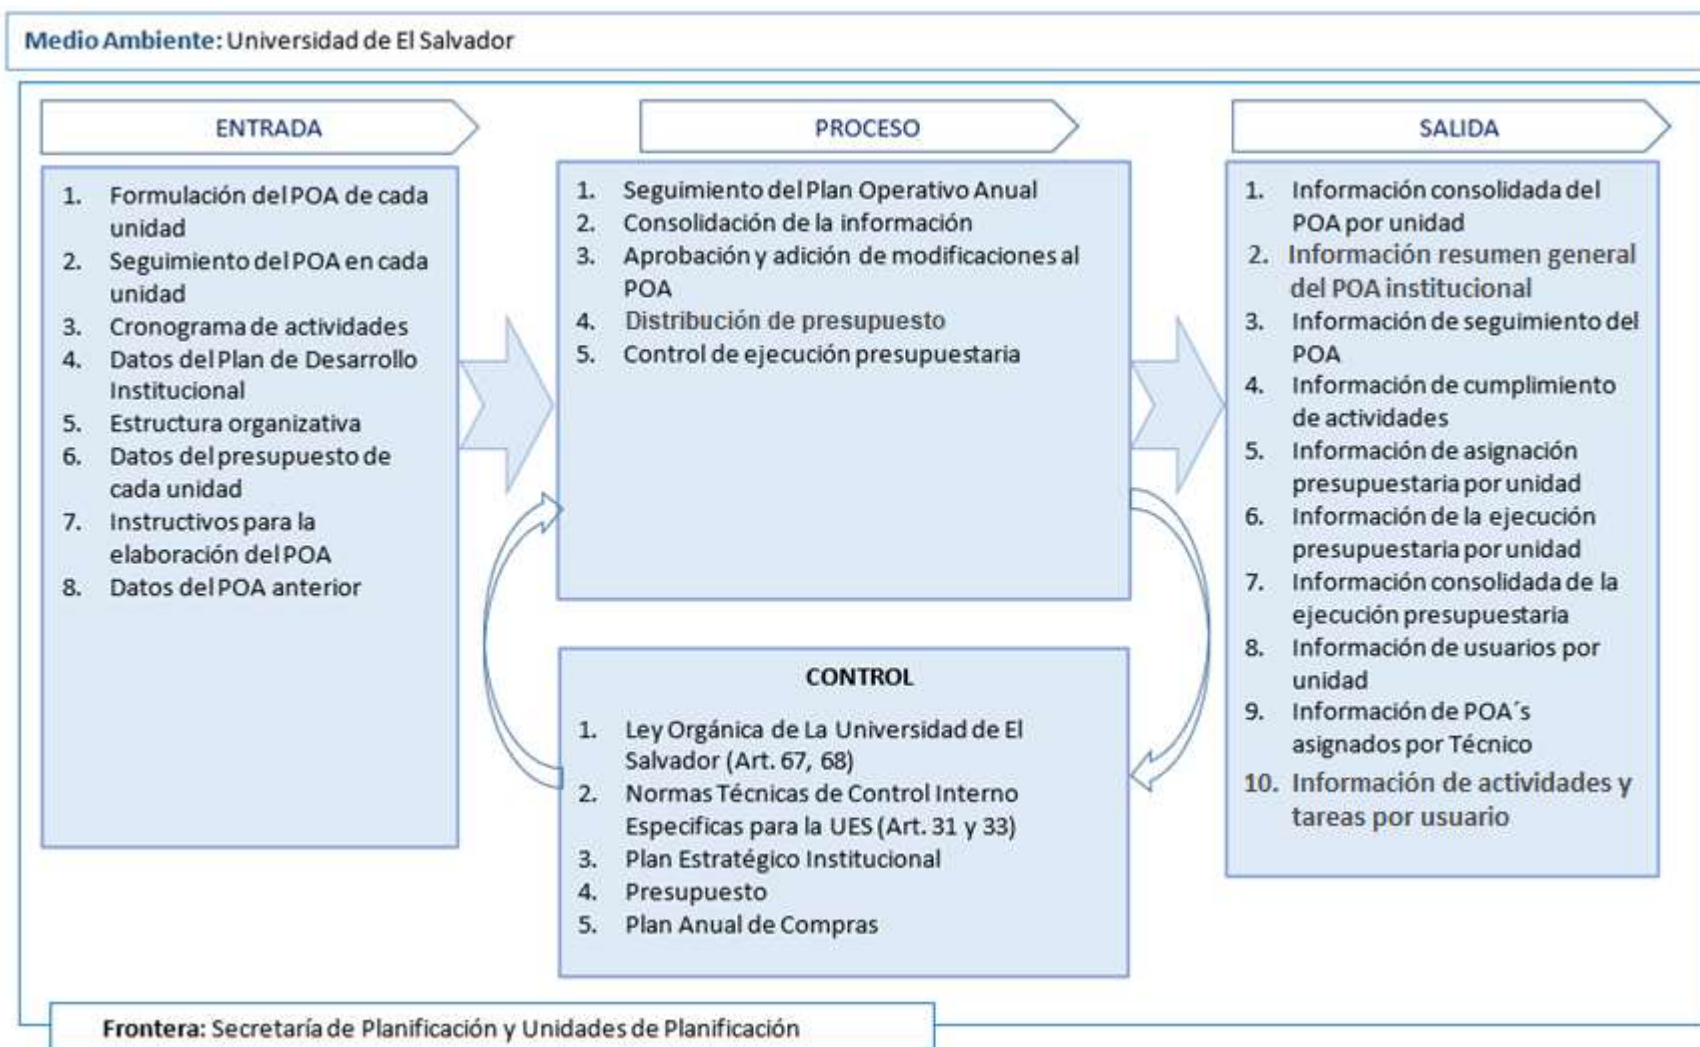 Medio Ambiente: Universidad de El Salvador
ENTRADA
1. Formulación del POA de cada
unidad
2. Seguimiento del POA en cada
unidad
3. Cronograma de actividades
4. Datos del Plan de Desarrollo
Institucional
5. Estructura organizativa
6. Datos del presupuesto de
cada unidad
7. Instructivos para la
elaboración del POA
8. Datos del POA anterior
PROCESO
1. Seguimiento del Plan Operativo Anual
2. Consolidación de la información
3. Aprobación y adición de modificaciones al
POA
4. Distribución de presupuesto
5. Control de ejecución presupuestaria
CONTROL
1. Ley Orgánica de La Universidad de El
Salvador (Art. 67, 68)
2. Normas Técnicas de Control Interno
Especificas para la UES (Art. 31 y 33)
3. Plan Estratégico Institucional
4. Presupuesto
5. Plan Anual de Compras
SALIDA
1. Información consolidada del
POA por unidad
2. Información resumen general
del POA institucional
3. Información de seguimiento del
POA
4. Información de cumplimiento
de actividades
5. Información de asignación
presupuestaria por unidad
6. Información de la ejecución
presupuestaria por unidad
7. Información consolidada de la
ejecución presupuestaria
8. Información de usuarios por
unidad
9. Información de POA´s
asignados por Técnico
10. Información de actividades y
tareas por usuario
Frontera: Secretaría de Planificación y Unidades de Planificación